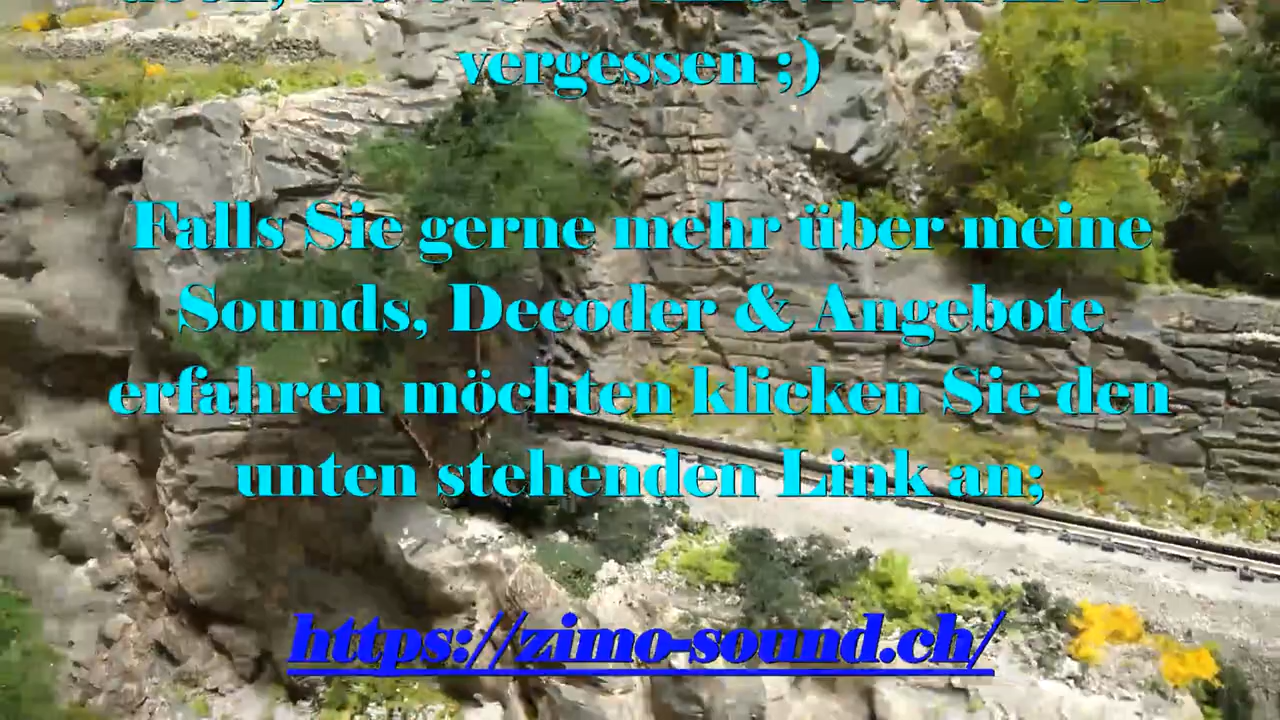 vergessen ;)
Falls Sie gerne mehr über meine
Sounds, Decoder & Angebote
erfahren möchten klicken Sie den
unten stehenden Link an;
https://zimo-sound.ch/